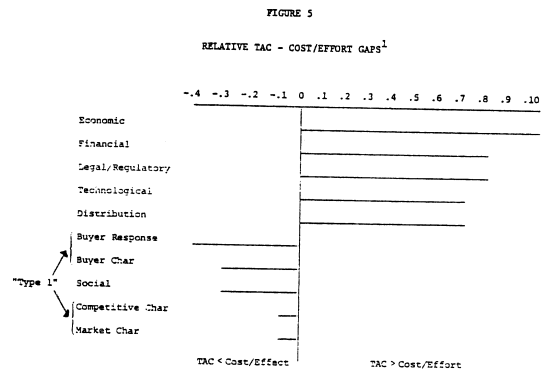 FIGURE 5
RELATIVE TAC - COST/EFFORT GAPS1
-.4 -.3 -.2 -.1 0 .1 .2 .3 .4 .5 .6 .7 .8 .10
Economic
Financial
Legal/Regulatory
Technological
Distribution
Buyer Response
Buyer Char
"Type 1"
Social
Competitive Char
Market Char
TAC < Cost/Effect TAC > Cost/Effort